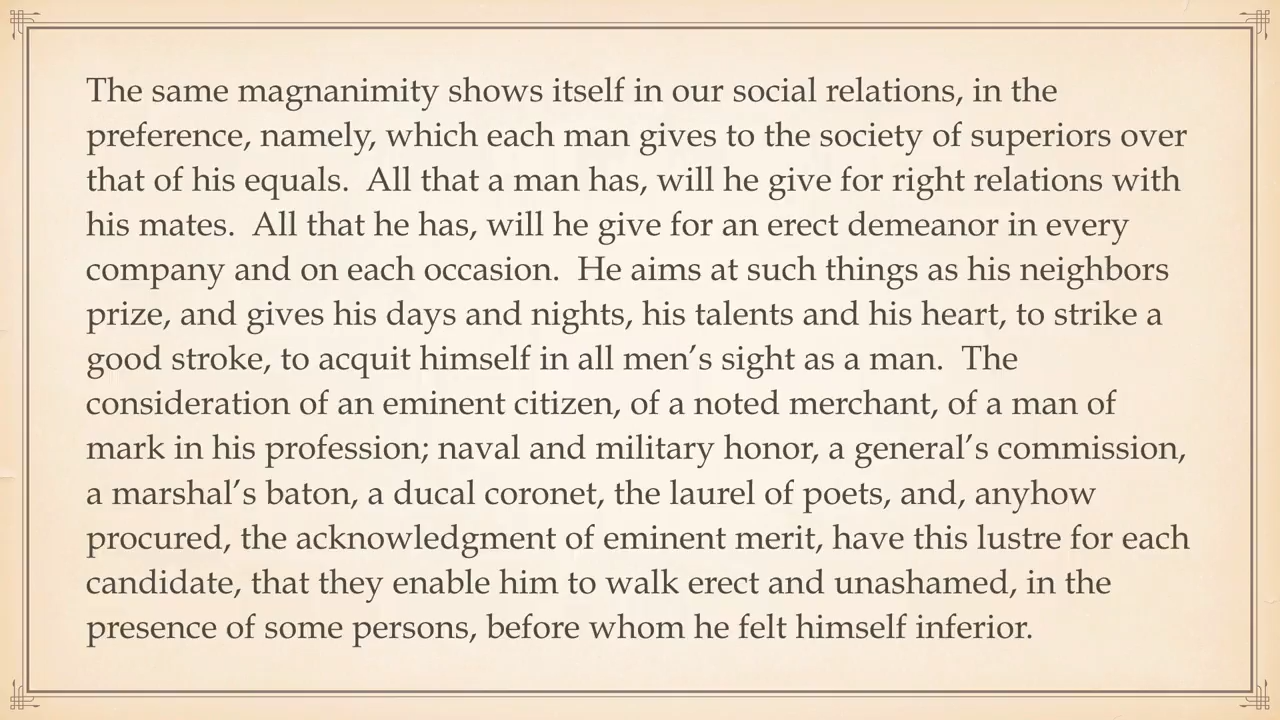 The same magnanimity shows itself in our social relations, in the
preference, namely, which each man gives to the society of superiors over
that of his equals.  All that a man has, will he give for right relations with
his mates.  All that he has, will he give for an erect demeanor in every
company and on each occasion.  He aims at such things as his neighbors
prize, and gives his days and nights, his talents and his heart, to strike a
good stroke, to acquit himself in all men’s sight as a man.  The
consideration of an eminent citizen, of a noted merchant, of a man of
mark in his profession; naval and military honor, a general’s commission,
a marshal’s baton, a ducal coronet, the laurel of poets, and, anyhow
procured, the acknowledgment of eminent merit, have this lustre for each
candidate, that they enable him to walk erect and unashamed, in the
presence of some persons, before whom he felt himself inferior.